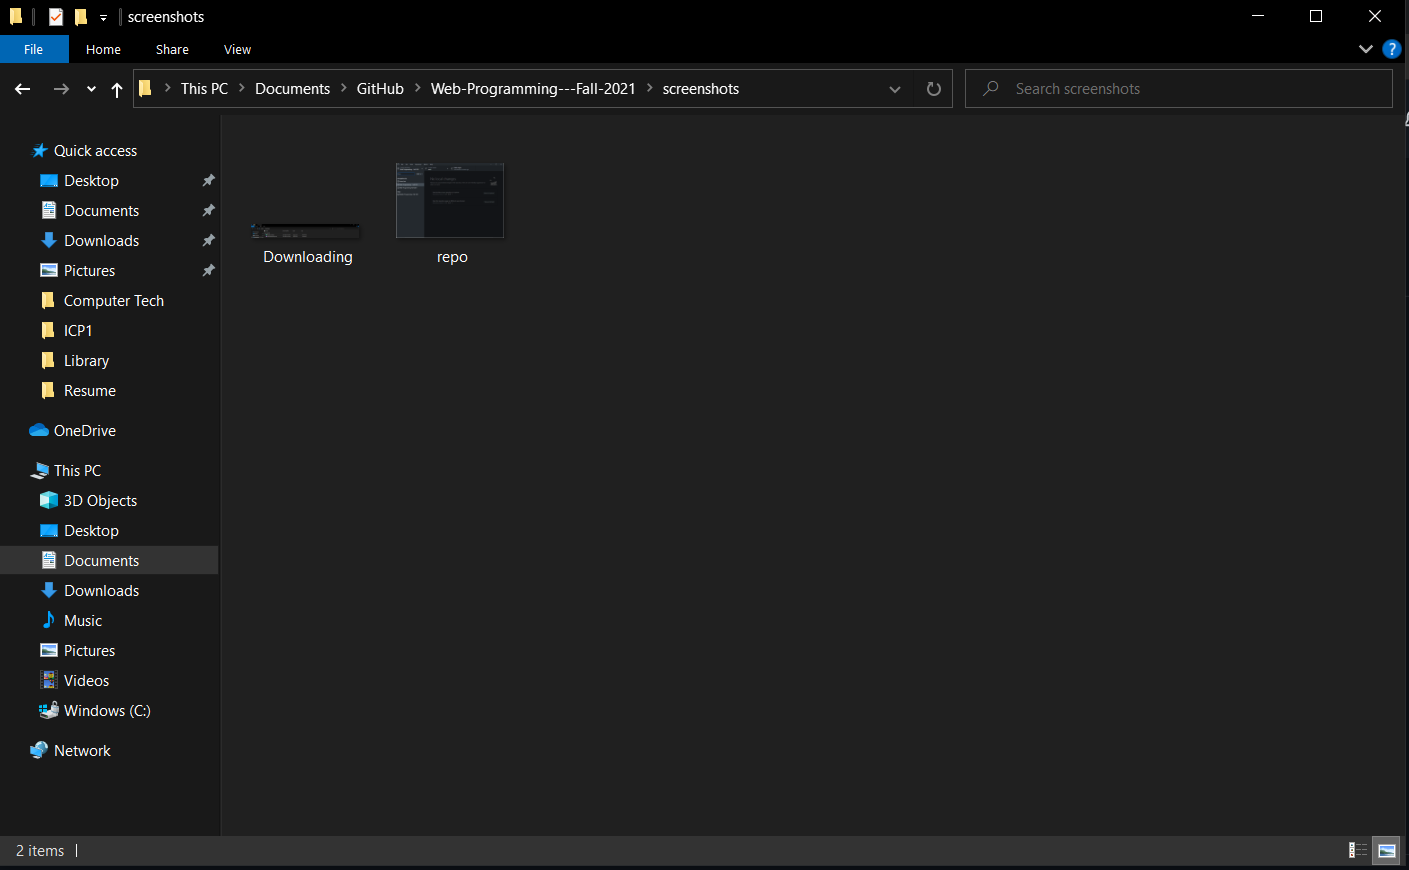 screenshots
File Home Share View
This PC Documents GitHub Web-Programming---Fall-2021 screenshots
Search screenshots
Quick access
Desktop
Documents
Downloads
Pictures
Computer Tech
ICP1
Library
Resume
OneDrive
This PC
3D Objects
Desktop
Documents
Downloads
Music
Pictures
Videos
Windows (C:)
Network
Downloading repo
2 items